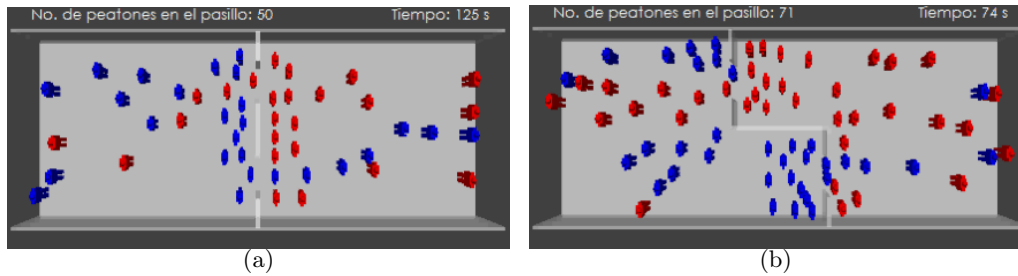 No. de peatones en el pasillo: 50 Tiempo: 125 s
No. de peatones en el pasillo: 71 Tiempo: 74 s
(a) (b)